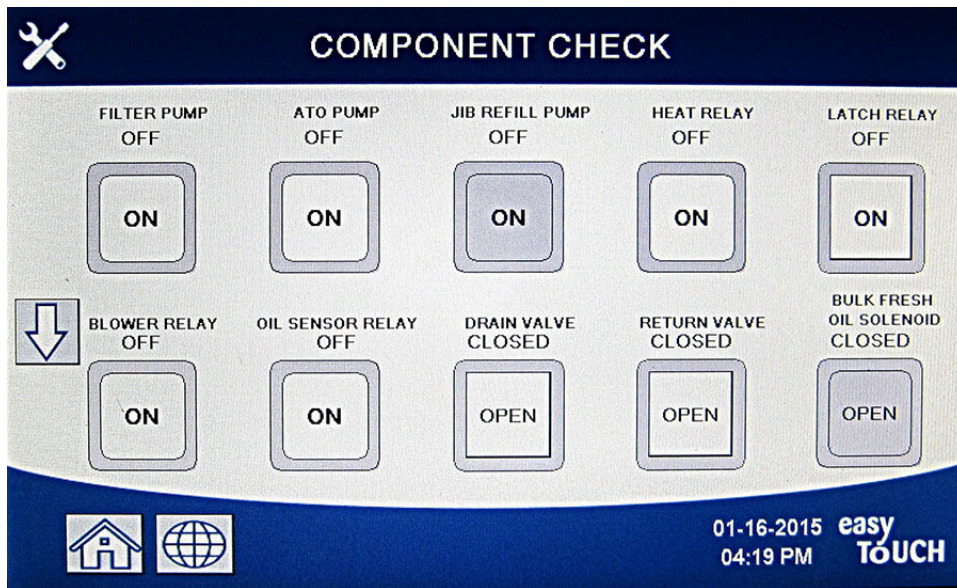 COMPONENT CHECK
FILTER PUMP
OFF
ON
ATO PUMP
OFF
ON
JIB REFILL PUMP
OFF
ON
HEAT RELAY
OFF
ON
LATCH RELAY
OFF
ON
BLOWER RELAY
OFF
ON
OIL SENSOR RELAY
OFF
ON
DRAIN VALVE
CLOSED
OPEN
RETURN VALVE
CLOSED
OPEN
BULK FRESH
OIL SOLENOID
CLOSED
OPEN
01-16-2015
04:19 PM
easy
ToUCH